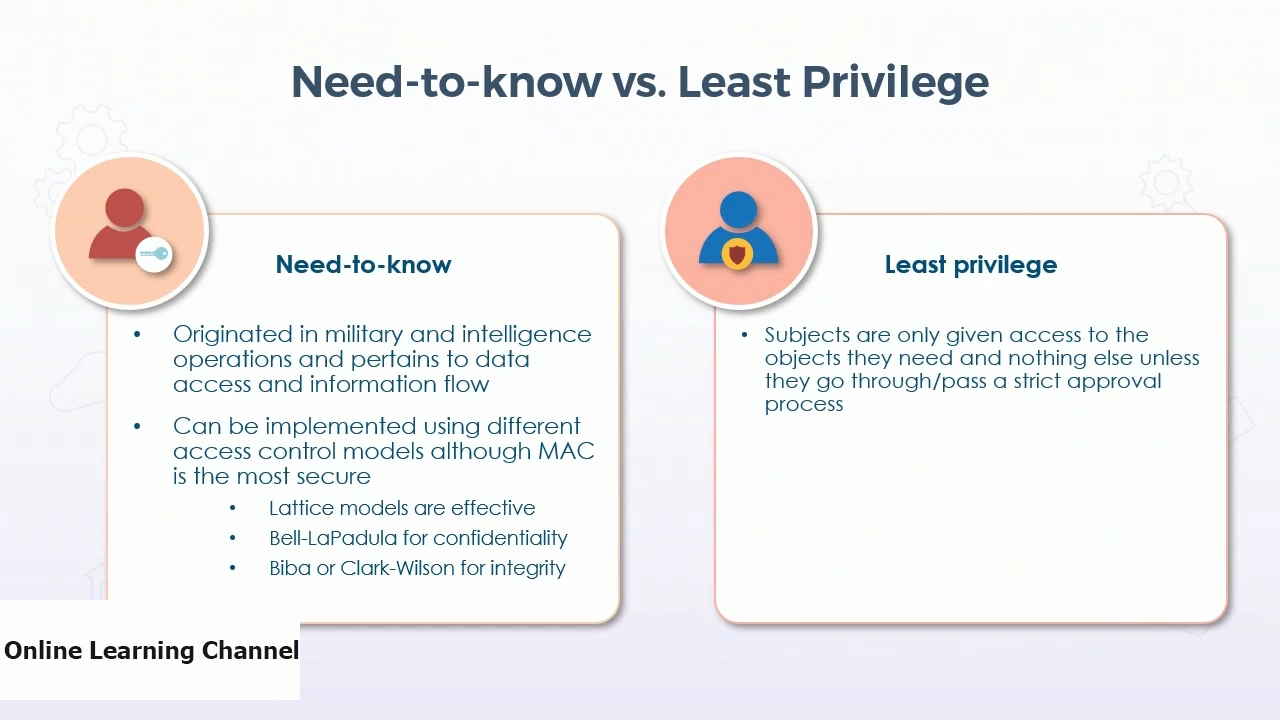 Need-to-know vs. Least Privilege
Need-to-know
• Originated in military and intelligence
operations and pertains to data
access and information flow
• Can be implemented using different
access control models although MAC
is the most secure
• Lattice models are effective
• Bell-LaPadula for confidentiality
• Biba or Clark-Wilson for integrity
Least privilege
• Subjects are only given access to the
objects they need and nothing else unless
they go through/pass a strict approval
process
Online Learning Channel